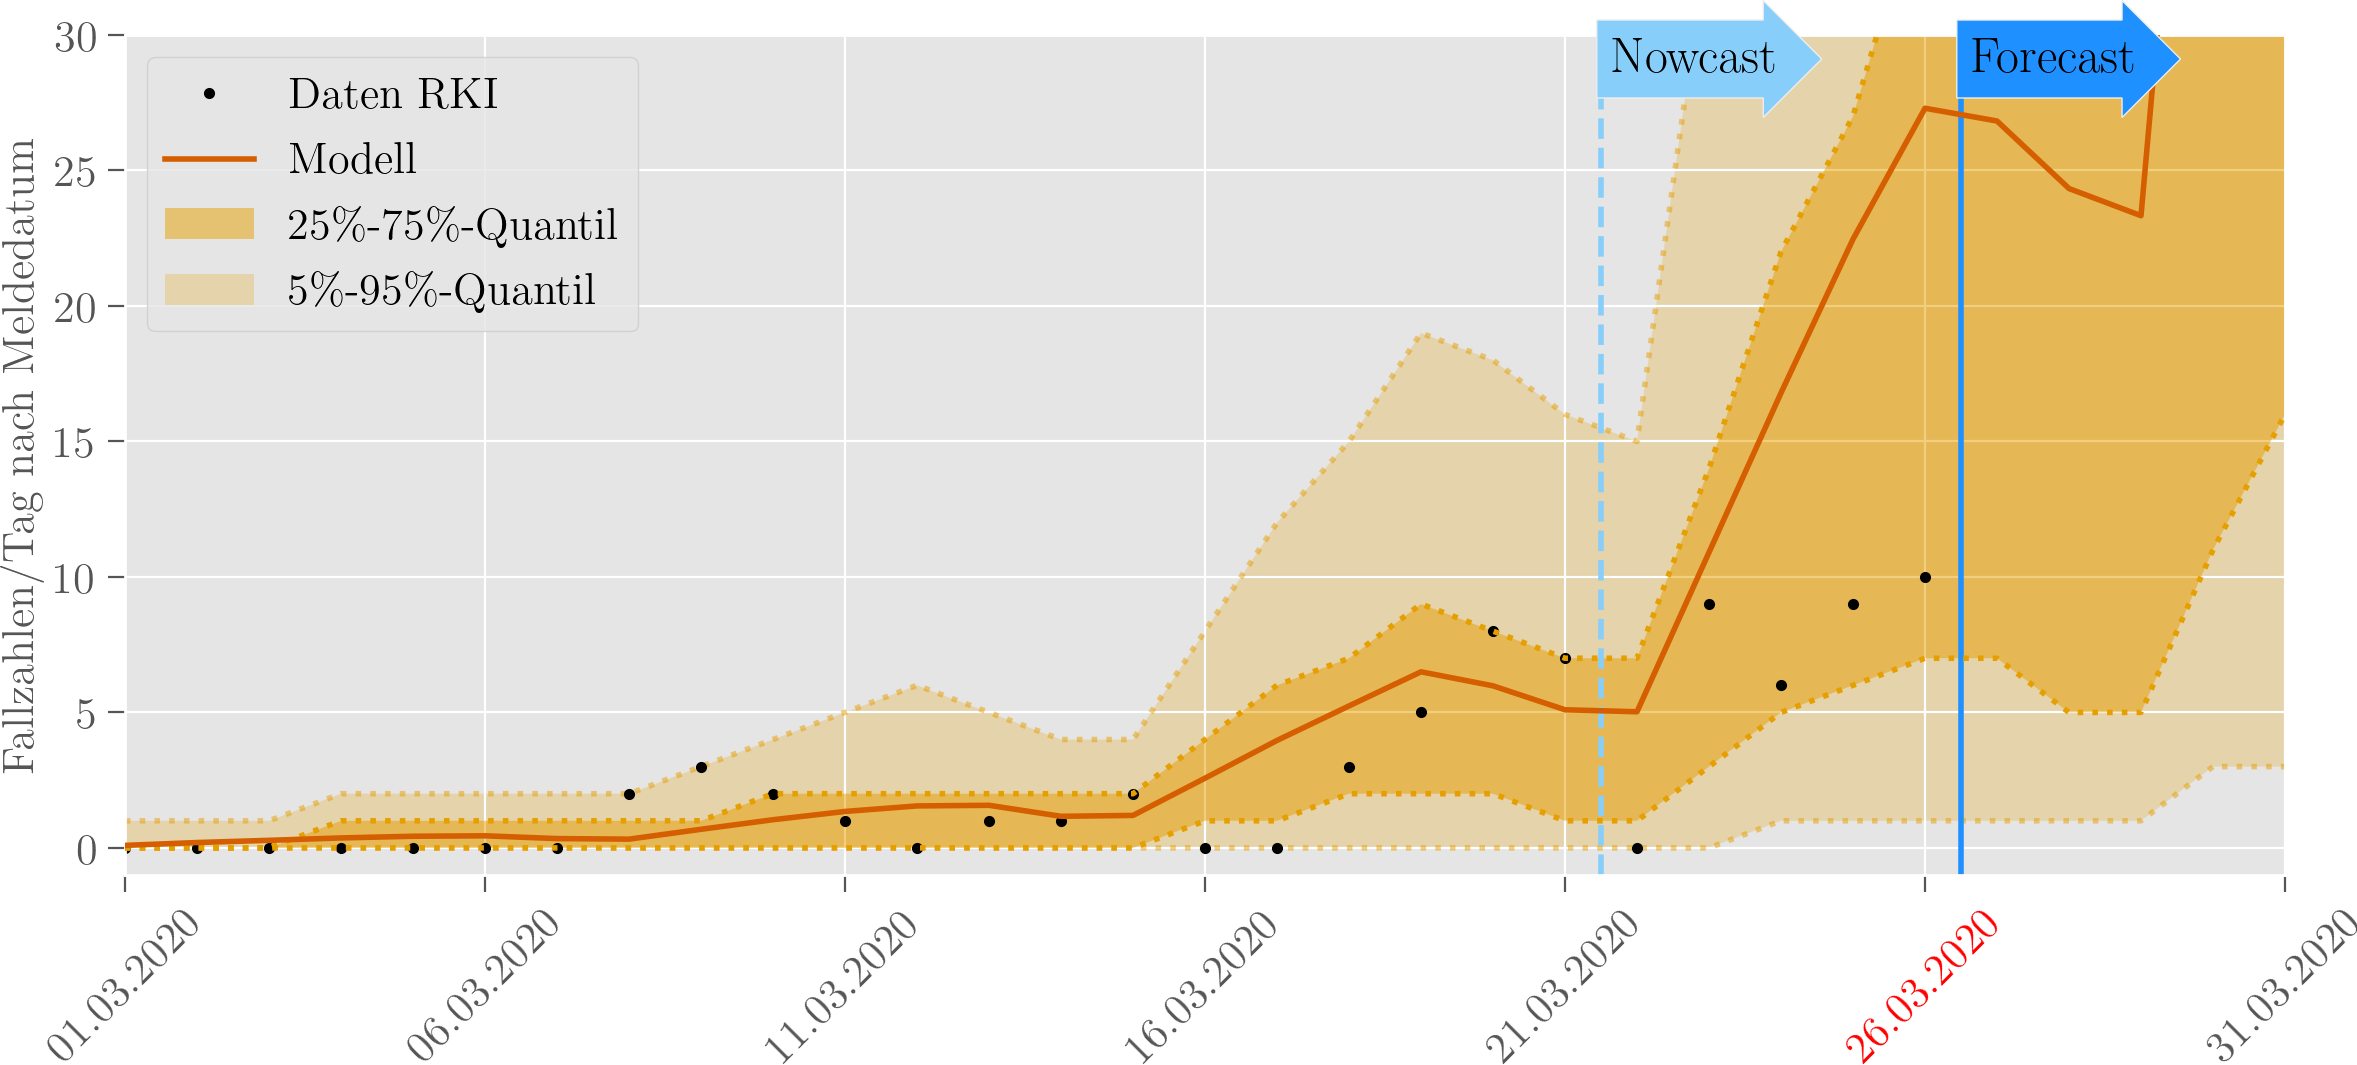 Nowcast
Forecast
Daten RKI
Modell
25%-75%-Quantil
5%-95%-Quantil
Fallzahlen/Tag nach Meldedatum
30
25
20
15
10
5
0
01.03.2020
06.03.2020
11.03.2020
16.03.2020
21.03.2020
26.03.2020
31.03.2020